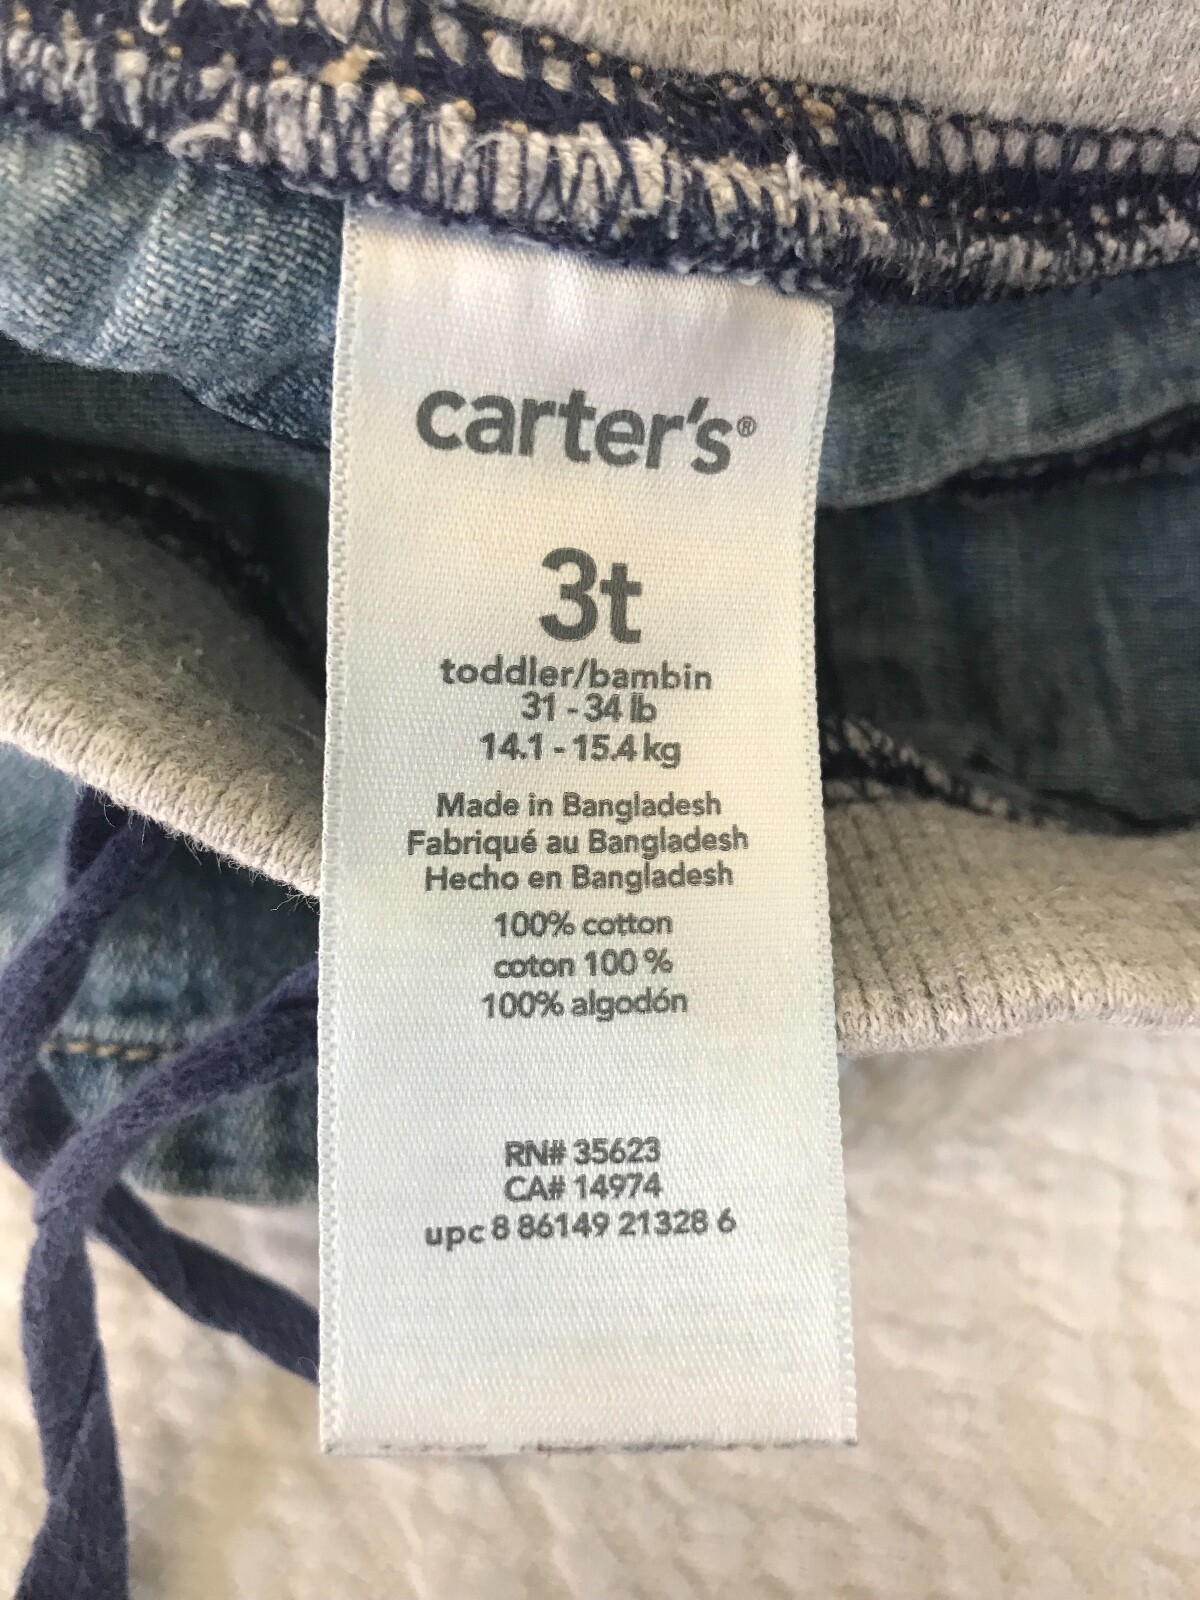 carter's®
3t
toddler/bambin
31 - 34 lb
14.1 - 15.4 kg
Made in Bangladesh
Fabriqué au Bangladesh
Hecho en Bangladesh
100% cotton
coton 100 %
100% algodón
RN# 35623
CA# 14974
upc 8 86149 21328 6